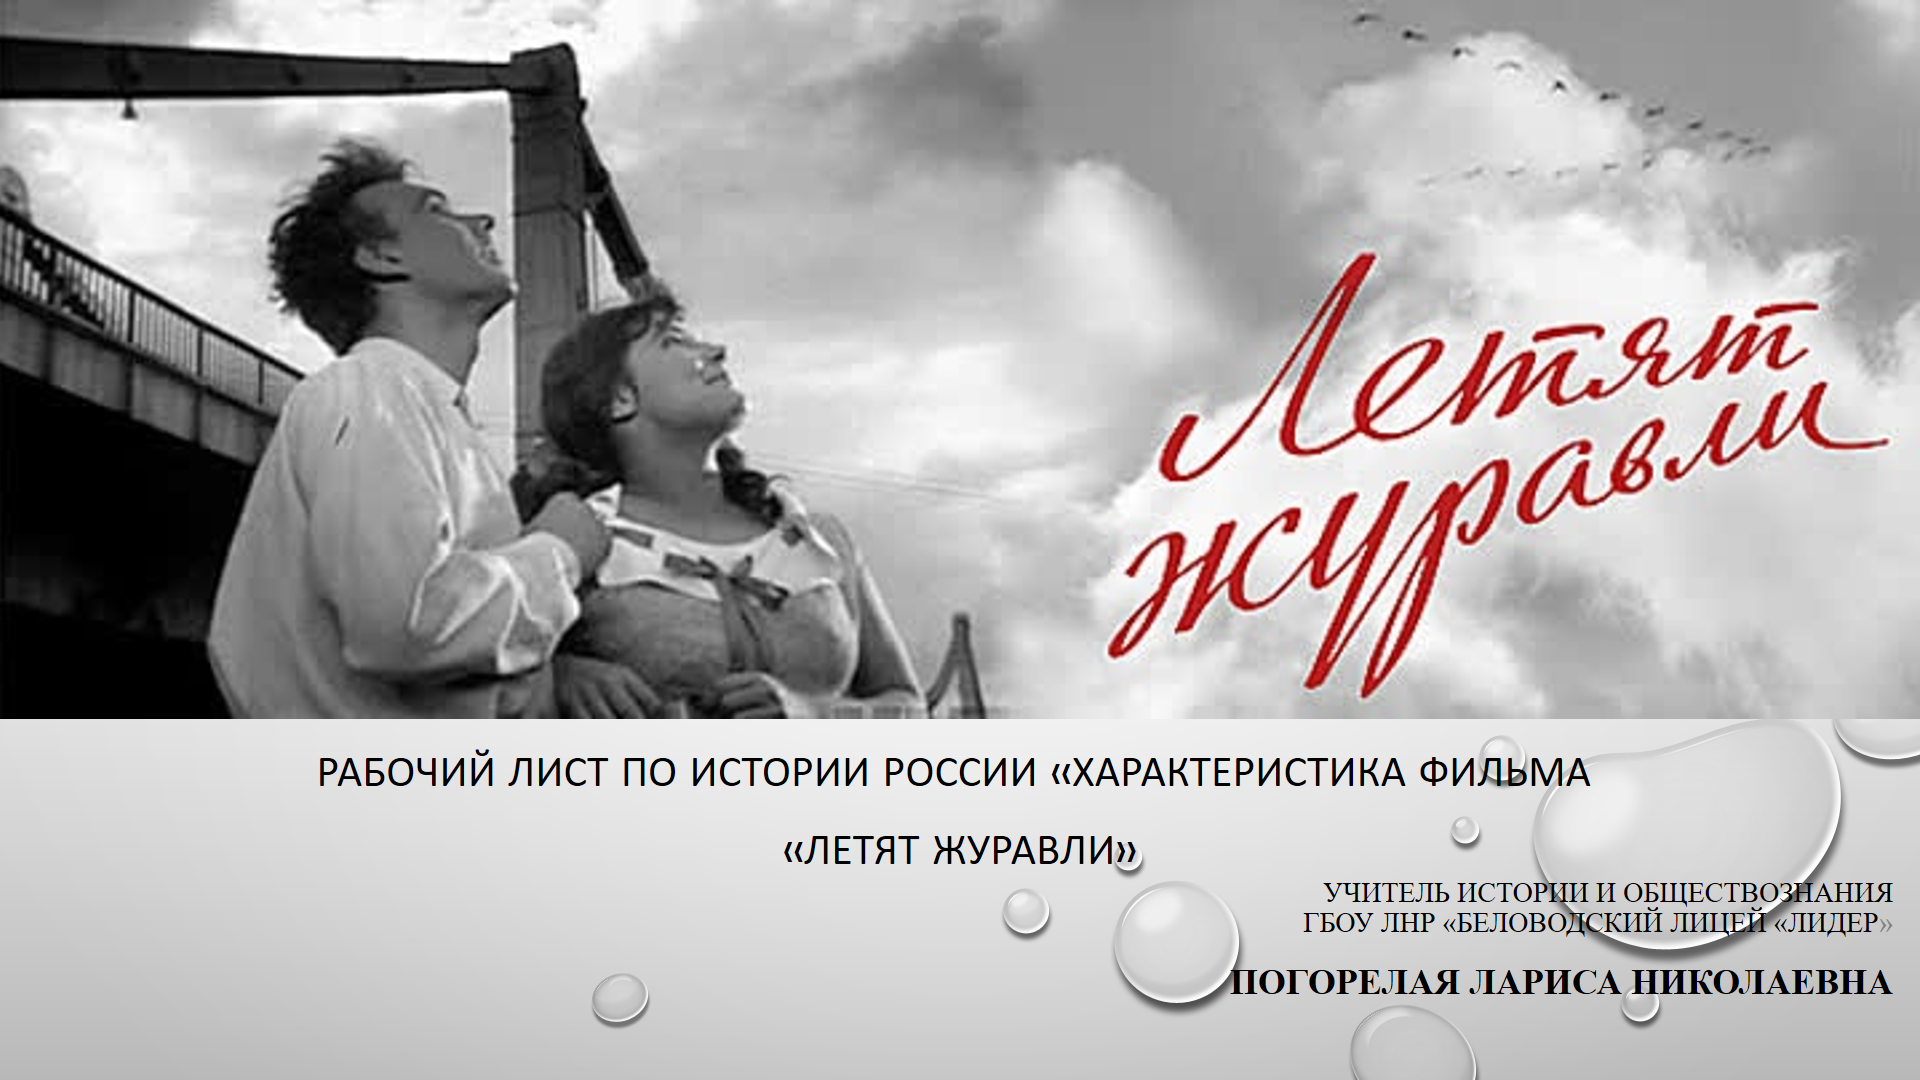 Летят
журавли
РАБОЧИЙ ЛИСТ ПО ИСТОРИИ РОССИИ «ХАРАКТЕРИСТИКА ФИЛЬМА
«ЛЕТЯТ ЖУРАВЛИ»
УЧИТЕЛЬ ИСТОРИИ И ОБЩЕСТВОЗНАНИЯ
ГБОУ ЛНР «БЕЛОВОДСКИЙ ЛИЦЕЙ «ЛИДЕР»
ПОГОРЕЛАЯ ЛАРИСА НИКОЛАЕВНА